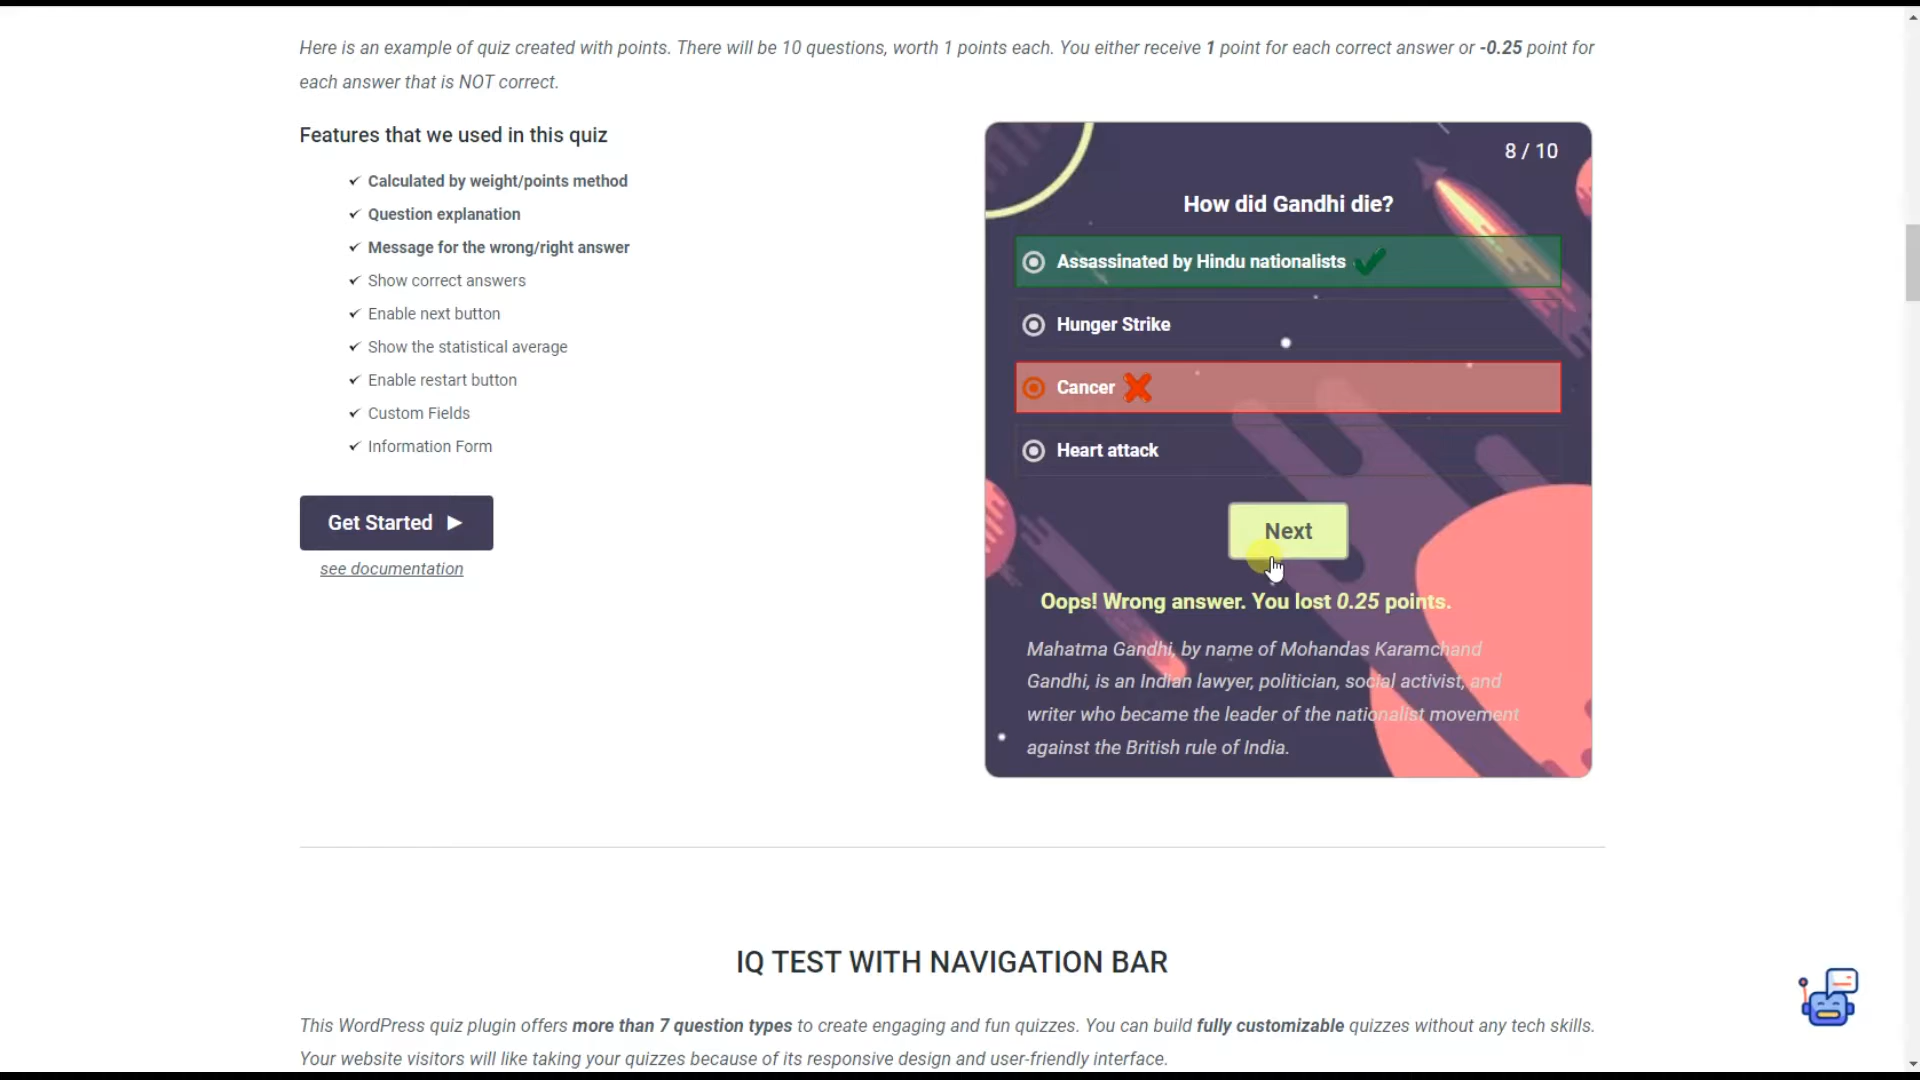 Here is an example of quiz created with points. There will be 10 questions, worth 1 points each. You either receive 1 point for each correct answer or -0.25 point for
each answer that is NOT correct.
Features that we used in this quiz
Calculated by weight/points method
Question explanation
Message for the wrong/right answer
Show correct answers
Enable next button
Show the statistical average
Enable restart button
Custom Fields
Information Form
Get Started
see documentation
8 / 10
How did Gandhi die?
Assassinated by Hindu nationalists
Hunger Strike
Cancer
Heart attack
Next
Oops! Wrong answer. You lost 0.25 points.
Mahatma Gandhi, by name of Mohandas Karamchand
Gandhi, is an Indian lawyer, politician, social activist, and
writer who became the leader of the nationalist movement
against the British rule of India.
IQ TEST WITH NAVIGATION BAR
This WordPress quiz plugin offers more than 7 question types to create engaging and fun quizzes. You can build fully customizable quizzes without any tech skills.
Your website visitors will like taking your quizzes because of its responsive design and user-friendly interface.